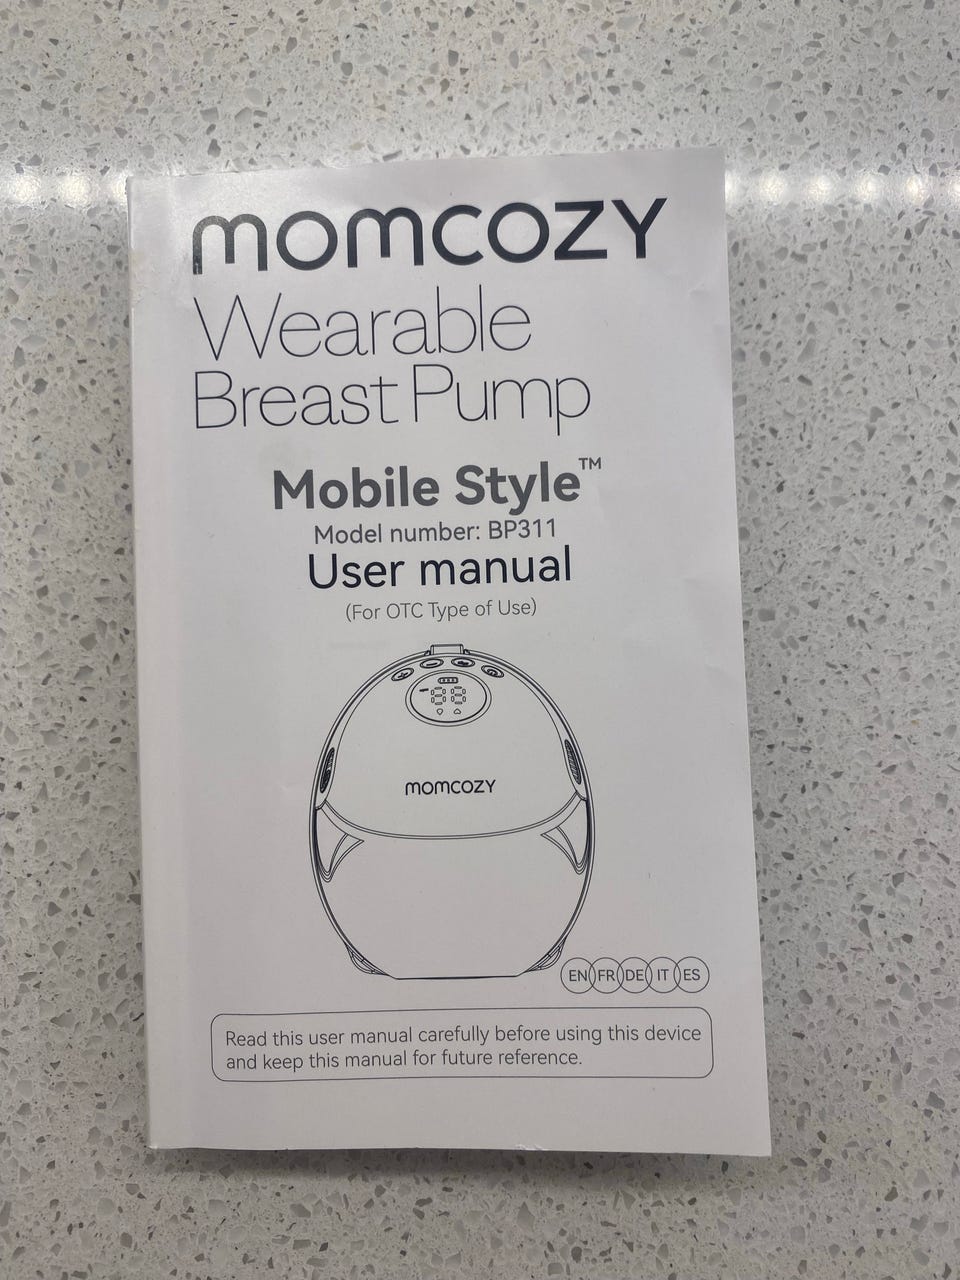 momcozy
Wearable
Breast Pump
Mobile Style™
Model number: BP311
User manual
(For OTC Type of Use)
momcozy
EN FR DE IT ES
Read this user manual carefully before using this device
and keep this manual for future reference.